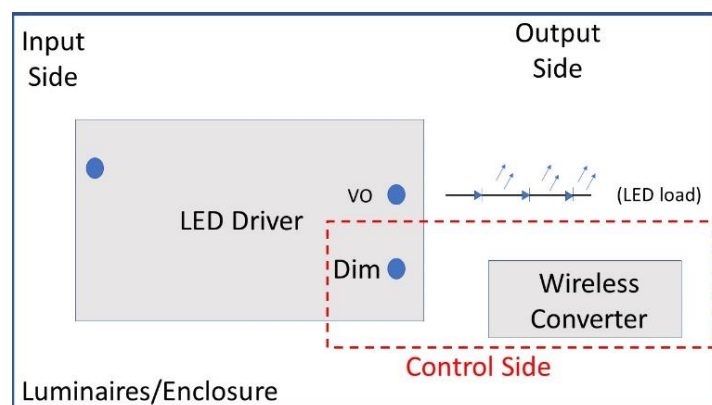 Input
Side
Output
Side
VO
(LED load)
LED Driver
Dim
Wireless
Converter
Control Side
Luminaires/Enclosure